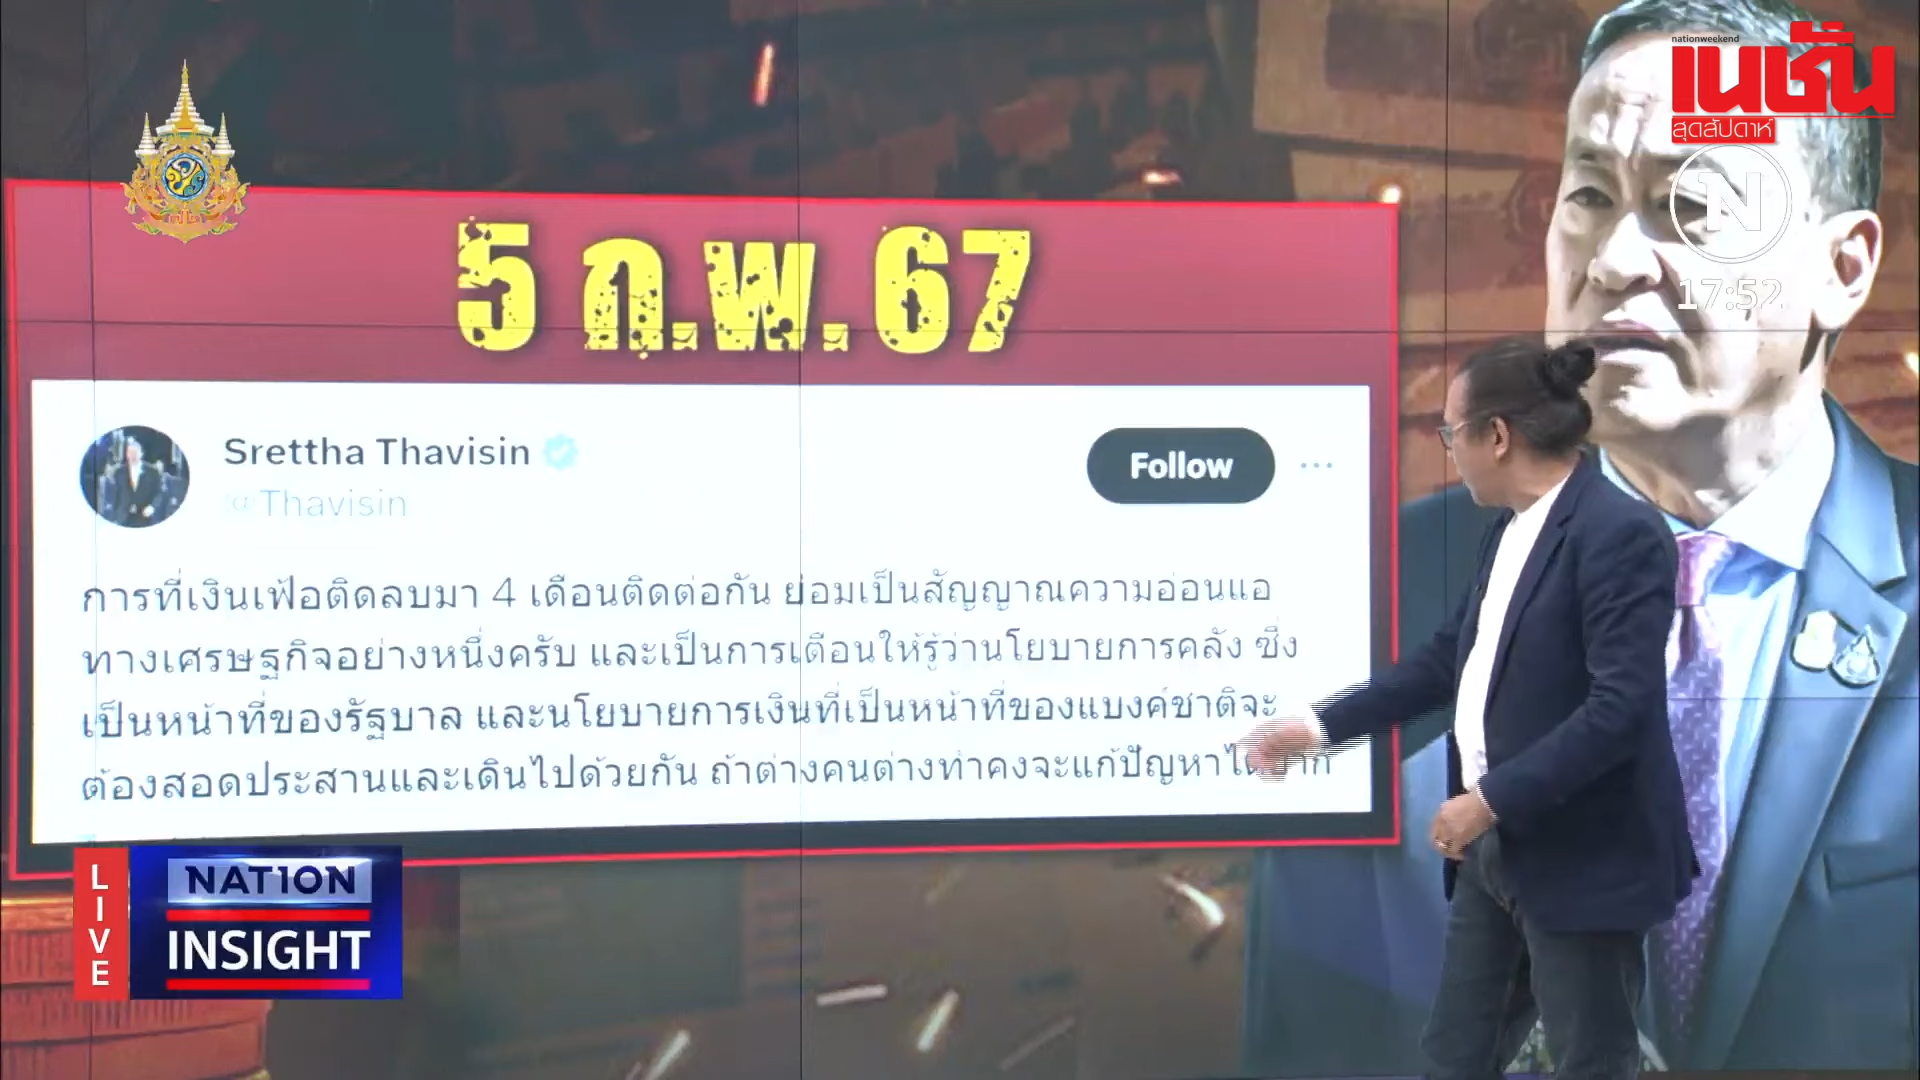 nationweekend
เนชั่น
สุดสัปดาห์
N
17:52
5 ก.พ. 67
Srettha Thavisin
@Thavisin
Follow
การที่เงินเฟ้อติดลบมา 4 เดือนติดต่อกัน ย่อมเป็นสัญญาณความอ่อนแอ
ทางเศรษฐกิจอย่างหนึ่งครับ และเป็นการเตือนให้รู้ว่านโยบายการคลัง ซึ่ง
เป็นหน้าที่ของรัฐบาล และนโยบายการเงินที่เป็นหน้าที่ของแบงค์ชาติจะ
ต้องสอดประสานและเดินไปด้วยกัน ถ้าต่างคนต่างทำคงจะแก้ปัญหา
LIVE
NATION
INSIGHT